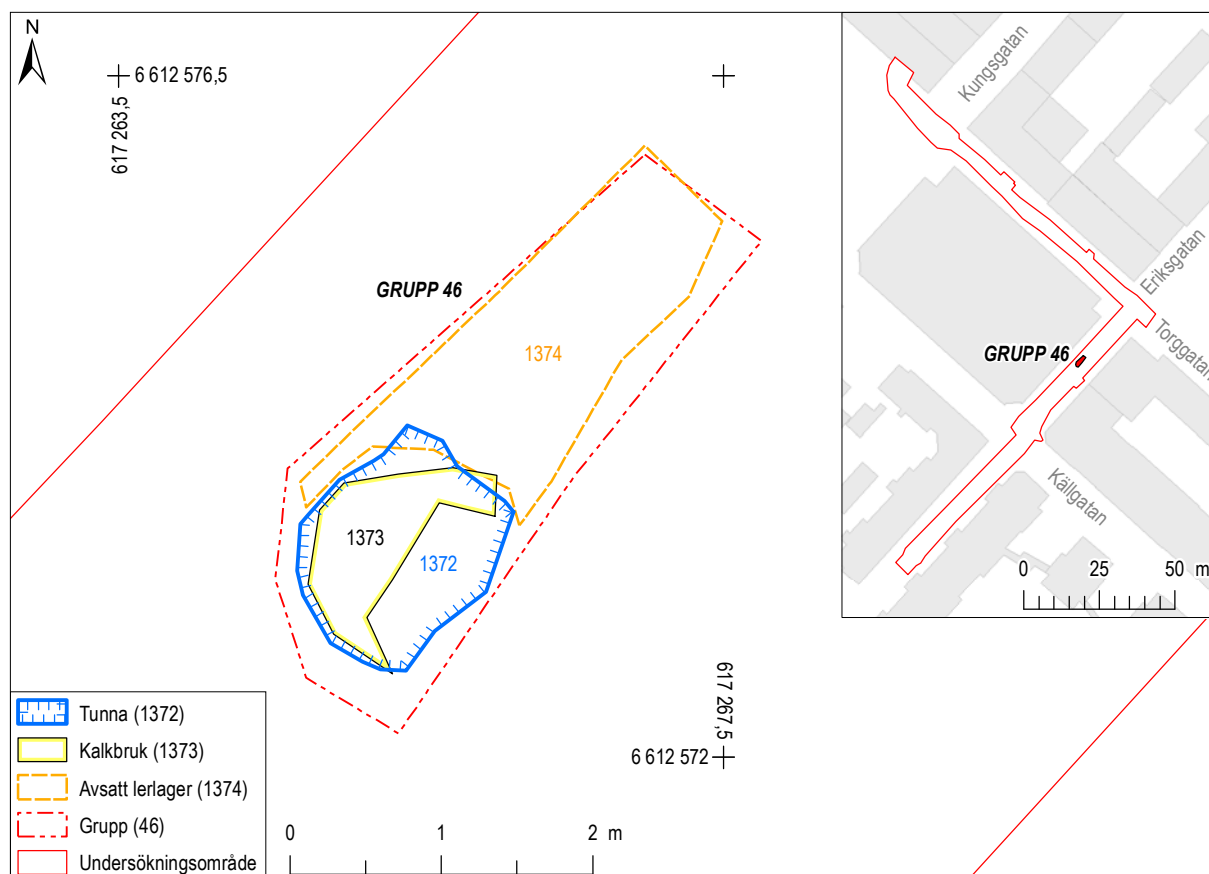 N
6 612 576,5
617 263,5
GRUPP 46
1374
1373
1372
617 267,5
6 612 572
Tunna (1372)
Kalkbruk (1373)
Avsatt lerlager (1374)
Grupp (46)
Undersökningsområde
0 1 2 m
Kungsgatan
Eriksgatan
Torggatan
GRUPP 46
Källgatan
0 25 50 m